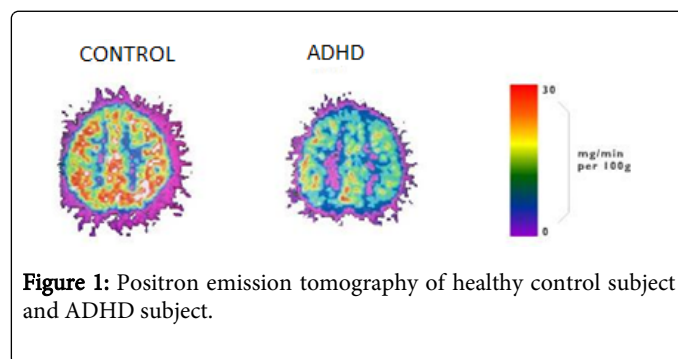 CONTROL
ADHD
30
mg/min
per 100g
0
Figure 1: Positron emission tomography of healthy control subject
and ADHD subject.